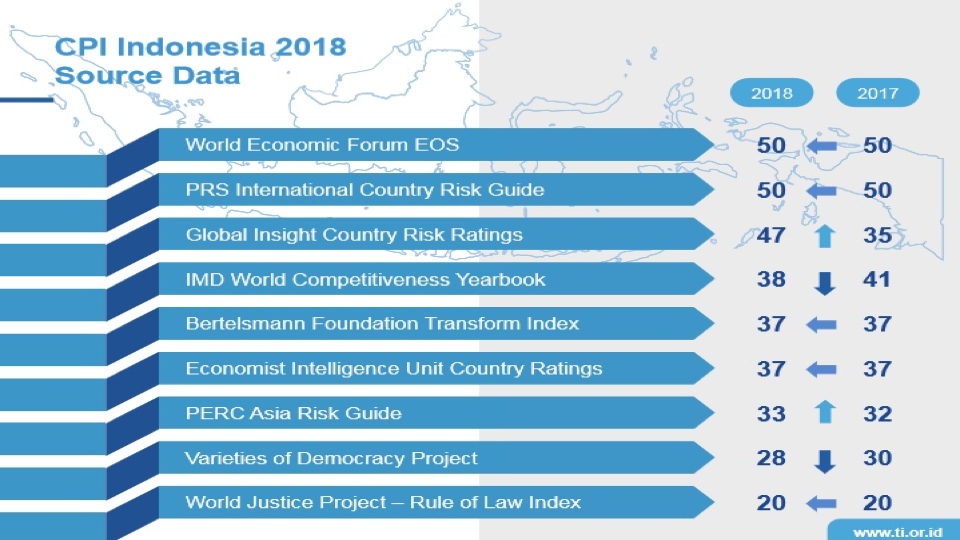 CPI Indonesia 2018
Source Data
2018 2017
World Economic Forum EOS 50 50
PRS International Country Risk Guide 50 50
Global Insight Country Risk Ratings 47 35
IMD World Competitiveness Yearbook 38 41
Bertelsmann Foundation Transform Index 37 37
Economist Intelligence Unit Country Ratings 37 37
PERC Asia Risk Guide 33 32
Varieties of Democracy Project 28 30
World Justice Project – Rule of Law Index 20 20
www.ti.or.id